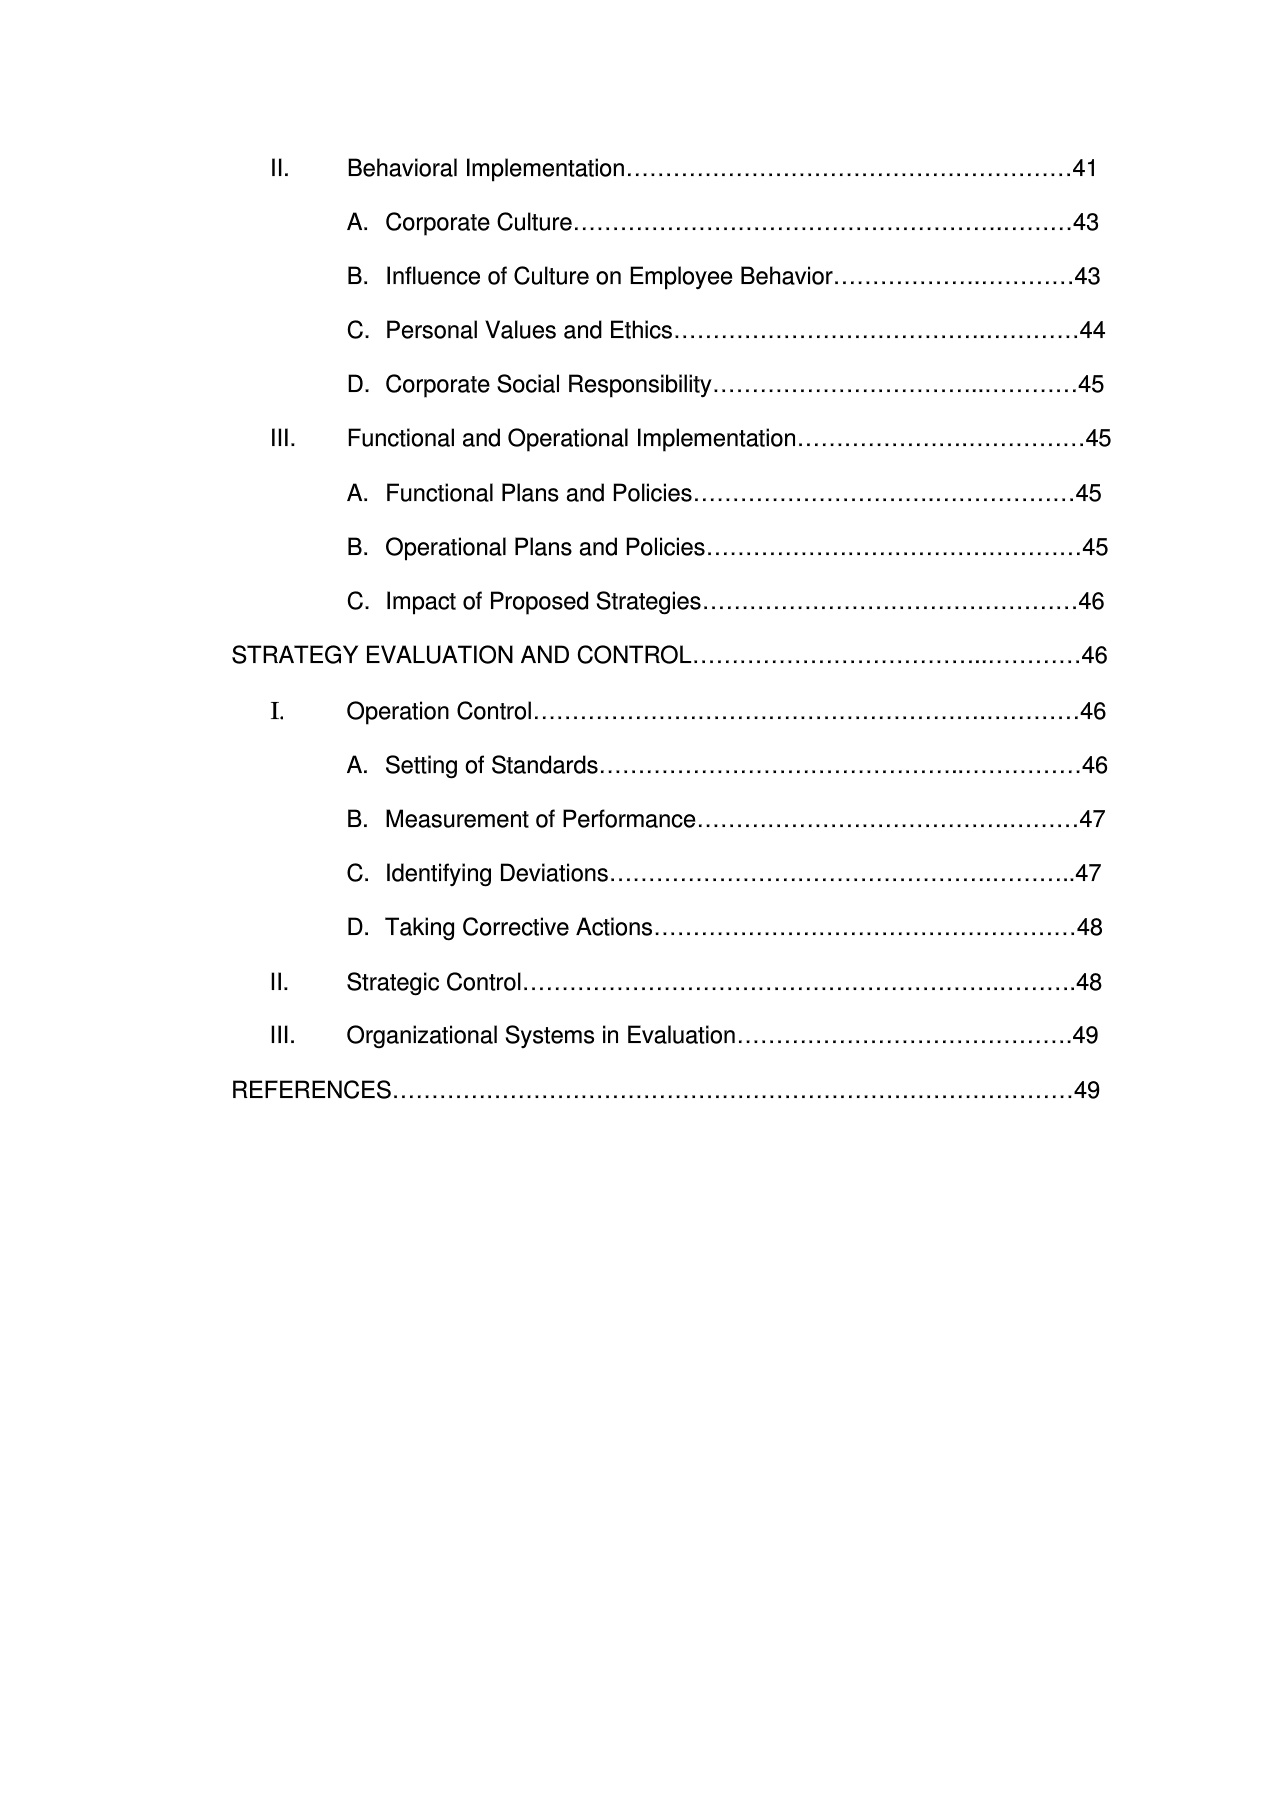 II. Behavioral Implementation…………………………………………………41
A. Corporate Culture……………………………………………….………43
B. Influence of Culture on Employee Behavior……………….…………43
C. Personal Values and Ethics………………………………….…………44
D. Corporate Social Responsibility……………………………..…………45
III. Functional and Operational Implementation………………….……………45
A. Functional Plans and Policies………………………….………………45
B. Operational Plans and Policies……………………………….…………45
C. Impact of Proposed Strategies…………………………………………46
STRATEGY EVALUATION AND CONTROL………………………………..…………46
I. Operation Control………………………………………………….…………46
A. Setting of Standards……………………………………….……………46
B. Measurement of Performance………………………………….………47
C. Identifying Deviations………………………………………….………..47
D. Taking Corrective Actions………………………………………………48
II. Strategic Control…………………………………………………….……….48
III. Organizational Systems in Evaluation……………………………………49
REFERENCES……………………………………………………………………………49